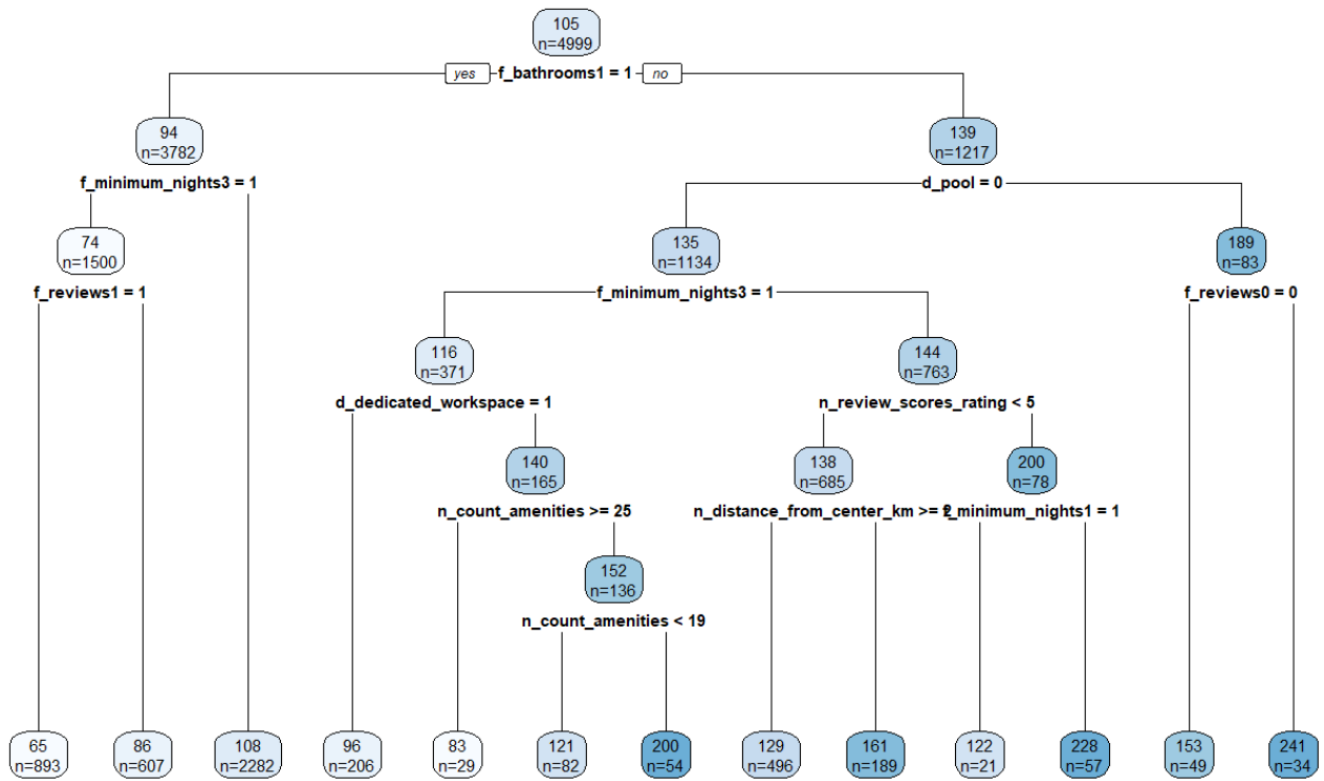 105
n=4999
yes
f_bathrooms1 = 1
no
94
n=3782
139
n=1217
f_minimum_nights3 = 1
d_pool = 0
74
n=1500
135
n=1134
189
n=83
f_reviews1 = 1
f_minimum_nights3 = 1
f_reviews0 = 0
116
n=371
144
n=763
d_dedicated_workspace = 1
n_review_scores_rating < 5
140
n=165
138
n=685
200
n=78
n_count_amenities >= 25
n_distance_from_center_km >=
_minimum_nights1 = 1
152
n=136
n_count_amenities < 19
65
n=893
86
n=607
108
n=2282
96
n=206
83
n=29
121
n=82
200
n=54
129
n=496
161
n=189
122
n=21
228
n=57
153
n=49
241
n=34